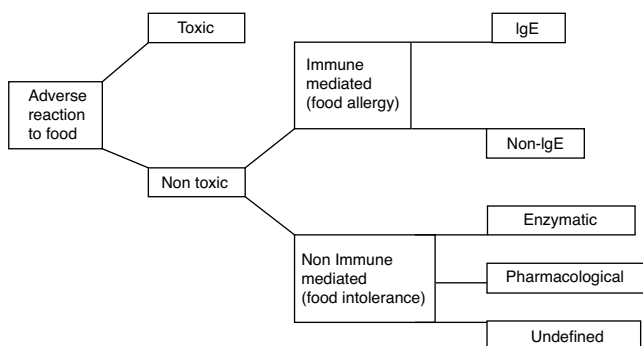 Toxic
IgE
Immune
mediated
(food allergy)
Adverse
reaction
to food
Non-IgE
Non toxic
Enzymatic
Non Immune
mediated
(food intolerance)
Pharmacological
Undefined